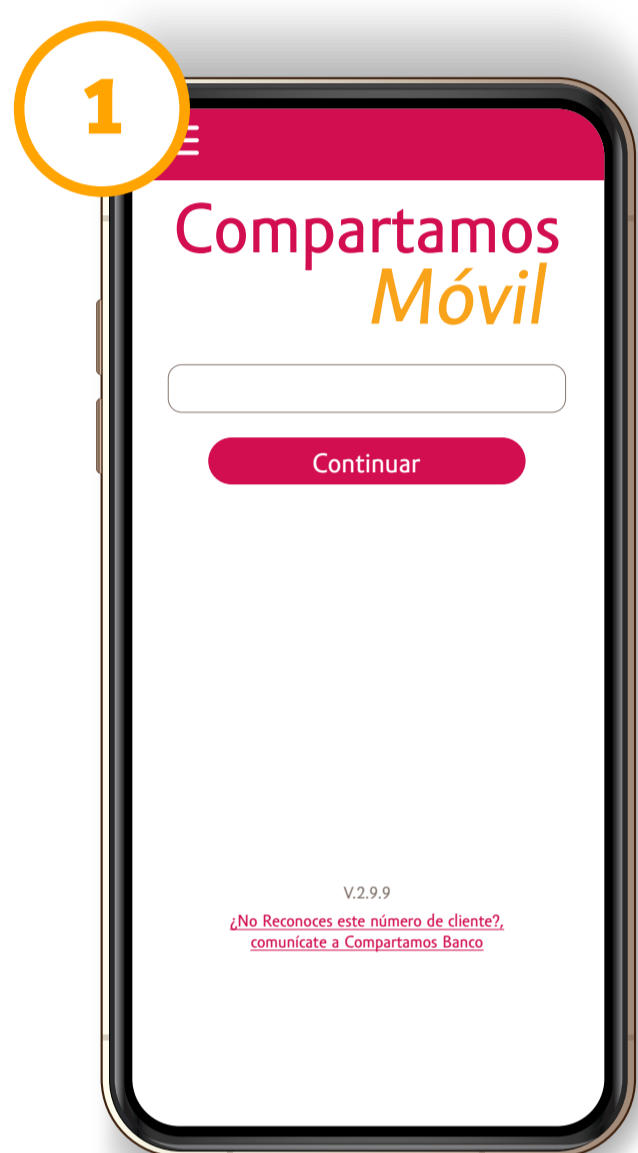 1
Compartamos
Móvil
Continuar
V.2.9.9
¿No Reconoces este número de cliente?,
comunícate a Compartamos Banco